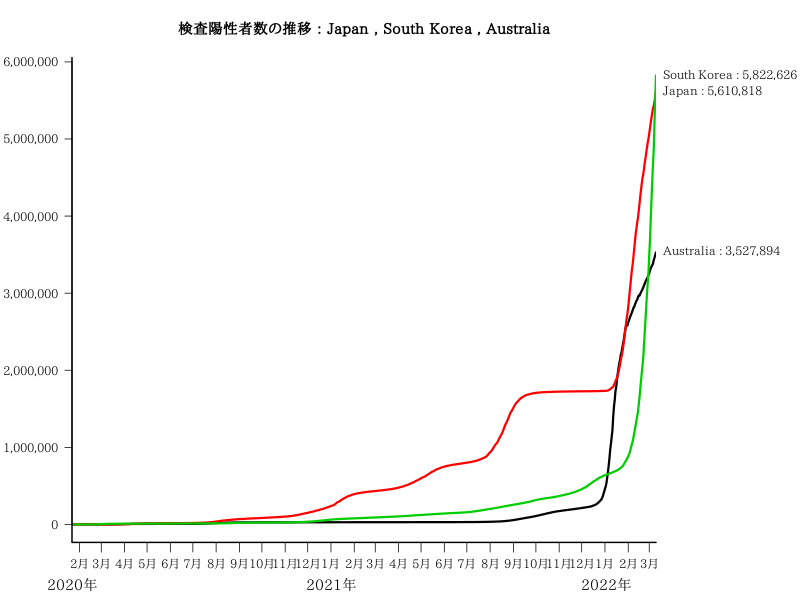 検査陽性者数の推移 : Japan , South Korea , Australia
6,000,000
5,000,000
4,000,000
3,000,000
2,000,000
1,000,000
0
South Korea : 5,822,626
Japan : 5,610,818
Australia : 3,527,894
2月 3月 4月 5月 6月 7月 8月 9月 10月 11月 12月 1月 2月 3月 4月 5月 6月 7月 8月 9月 10月 11月 12月 1月 2月 3月
2020年 2021年 2022年